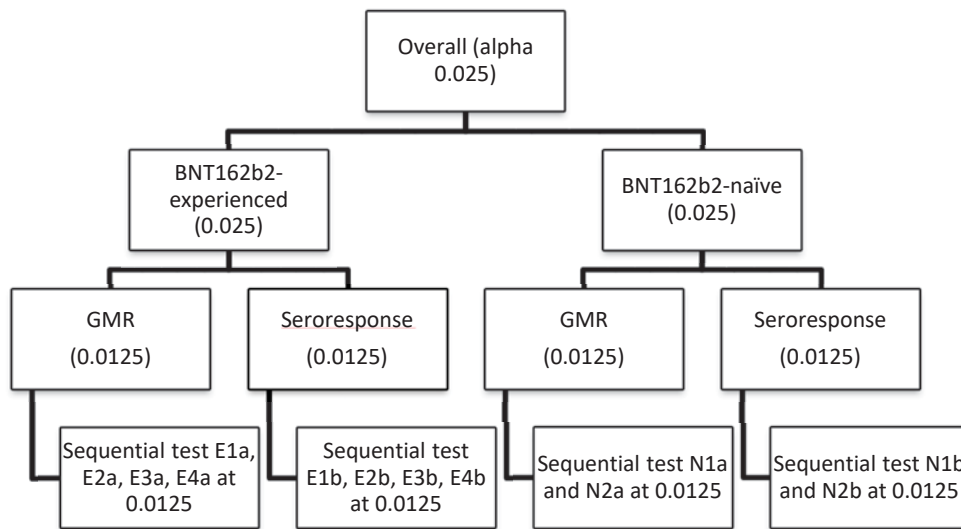 Overall (alpha
0.025)
BNT162b2-
experienced
(0.025)
BNT162b2-naïve
(0.025)
GMR
(0.0125)
Seroresponse
(0.0125)
GMR
(0.0125)
Seroresponse
(0.0125)
Sequential test E1a,
E2a, E3a, E4a at
0.0125
Sequential test
E1b, E2b, E3b, E4b
at 0.0125
Sequential test N1a
and N2a at 0.0125
Sequential test N1b
and N2b at 0.0125